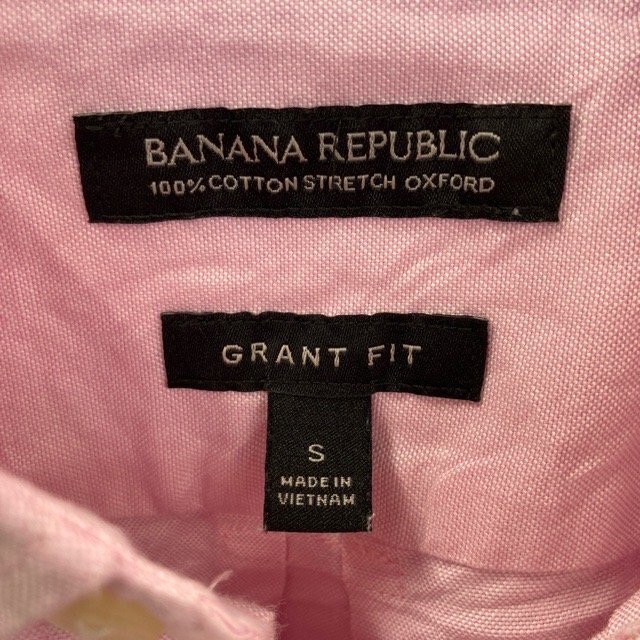 BANANA REPUBLIC
100% COTTON STRETCH OXFORD
GRANT FIT
S
MADE IN
VIETNAM